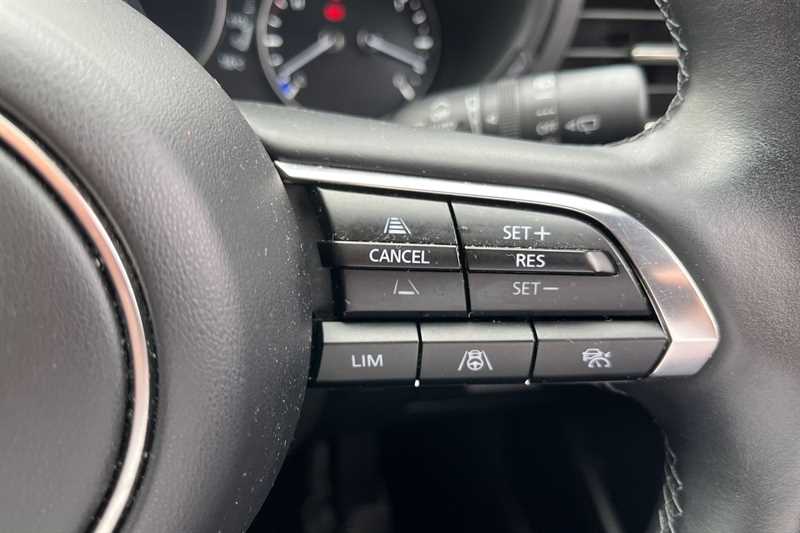 SET+
CANCEL
RES
SET-
LIM